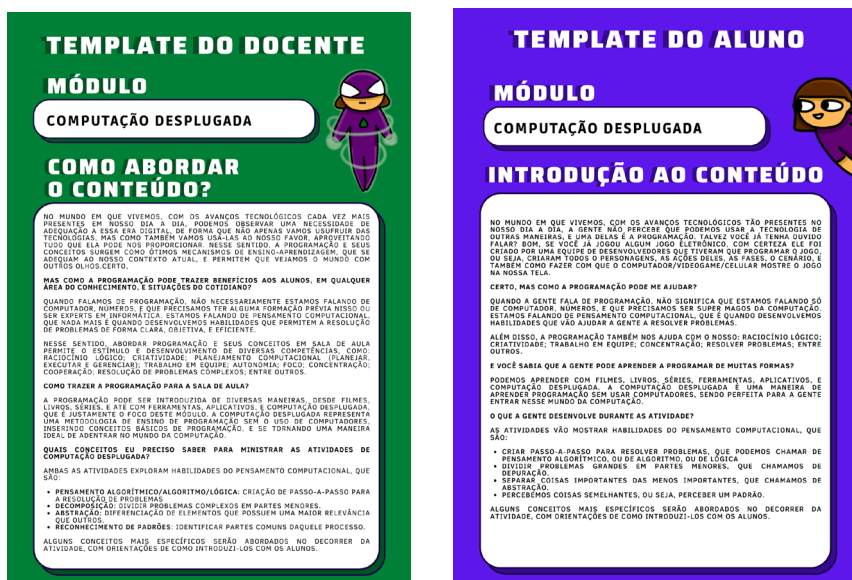 TEMPLATE DO DOCENTE
MÓDULO
COMPUTAÇÃO DESPLUGADA
COMO ABORDAR
O CONTEÚDO?
NO MUNDO EM QUE VIVEMOS, COM OS AVANÇOS TECNOLÓGICOS CADA VEZ MAIS
PRESENTES EM NOSSO DIA A DIA, PODEMOS OBSERVAR UMA NECESSIDADE DE
ADEQUAÇÃO A ESSA ERA DIGITAL, DE FORMA QUE NÃO APENAS VAMOS USUFRUIR DAS
TECNOLOGIAS, MAS COMO TAMBÉM VAMOS USÁ-LAS AO NOSSO FAVOR, APROVEITANDO
TUDO QUE ELA PODE NOS PROPORCIONAR. NESSE SENTIDO, A PROGRAMAÇÃO E SEUS
CONCEITOS SURGEM COMO ÓTIMOS MECANISMOS DE ENSINO-APRENDIZAGEM, QUE SE
ADEQUAM AO NOSSO CONTEXTO ATUAL, E PERMITEM QUE VEJAMOS O MUNDO COM
OUTROS OLHOS.CERTO,
MAS COMO A PROGRAMAÇÃO PODE TRAZER BENEFÍCIOS AOS ALUNOS, EM QUALQUER
ÁREA DO CONHECIMENTO, E SITUAÇÕES DO COTIDIANO?
QUANDO FALAMOS DE PROGRAMAÇÃO, NÃO NECESSARIAMENTE ESTAMOS FALANDO DE
COMPUTADOR, NÚMEROS, E QUE PRECISAMOS TER ALGUMA FORMAÇÃO PRÉVIA NISSO OU
SER EXPERTS EM INFORMÁTICA. ESTAMOS FALANDO DE PENSAMENTO COMPUTACIONAL,
QUE NADA MAIS É QUANDO DESENVOLVEMOS HABILIDADES QUE PERMITEM A RESOLUÇÃO
DE PROBLEMAS DE FORMA CLARA, OBJETIVA, E EFICIENTE.
NESSE SENTIDO, ABORDAR PROGRAMAÇÃO E SEUS CONCEITOS EM SALA DE AULA
PERMITE O ESTÍMULO E DESENVOLVIMENTO DE DIVERSAS COMPETÊNCIAS, COMO:
RACIOCÍNIO LÓGICO; CRIATIVIDADE; PLANEJAMENTO COMPUTACIONAL (PLANEJAR,
EXECUTAR E GERENCIAR); TRABALHO EM EQUIPE; AUTONOMIA; FOCO; CONCENTRAÇÃO;
COOPERAÇÃO; RESOLUÇÃO DE PROBLEMAS COMPLEXOS; ENTRE OUTROS.
COMO TRAZER A PROGRAMAÇÃO PARA A SALA DE AULA?
A PROGRAMAÇÃO PODE SER INTRODUZIDA DE DIVERSAS MANEIRAS, DESDE FILMES,
LIVROS, SÉRIES, E ATÉ COM FERRAMENTAS, APLICATIVOS, E COMPUTAÇÃO DESPLUGADA,
QUE É JUSTAMENTE O FOCO DESTE MÓDULO. A COMPUTAÇÃO DESPLUGADA REPRESENTA
UMA METODOLOGIA DE ENSINO DE PROGRAMAÇÃO SEM O USO DE COMPUTADORES,
INSERINDO CONCEITOS BÁSICOS DE PROGRAMAÇÃO, E SE TORNANDO UMA MANEIRA
IDEAL DE ADENTRAR NO MUNDO DA COMPUTAÇÃO.
QUAIS CONCEITOS EU PRECISO SABER PARA MINISTRAR AS ATIVIDADES DE
COMPUTAÇÃO DESPLUGADA?
AMBAS AS ATIVIDADES EXPLORAM HABILIDADES DO PENSAMENTO COMPUTACIONAL, QUE
SÃO:
• PENSAMENTO ALGORÍTMICO/ALGORITMO/LÓGICA: CRIAÇÃO DE PASSO-A-PASSO PARA
A RESOLUÇÃO DE PROBLEMAS
• DECOMPOSIÇÃO: DIVIDIR PROBLEMAS COMPLEXOS EM PARTES MENORES.
• ABSTRAÇÃO: DIFERENCIAÇÃO DE ELEMENTOS QUE POSSUEM UMA MAIOR RELEVÂNCIA
QUE OUTROS.
• RECONHECIMENTO DE PADRÕES: IDENTIFICAR PARTES COMUNS DAQUELE PROCESSO.
ALGUNS CONCEITOS MAIS ESPECÍFICOS SERÃO ABORDADOS NO DECORRER DA
ATIVIDADE, COM ORIENTAÇÕES DE COMO INTRODUZI-LOS COM OS ALUNOS.
TEMPLATE DO ALUNO
MÓDULO
COMPUTAÇÃO DESPLUGADA
INTRODUÇÃO AO CONTEÚDO
NO MUNDO EM QUE VIVEMOS, COM OS AVANÇOS TECNOLÓGICOS TÃO PRESENTES NO
NOSSO DIA A DIA, A GENTE NÃO PERCEBE QUE PODEMOS USAR A TECNOLOGIA DE
OUTRAS MANEIRAS, E UMA DELAS É A PROGRAMAÇÃO. TALVEZ VOCÊ JÁ TENHA OUVIDO
FALAR? BOM, SE VOCÊ JÁ JOGOU ALGUM JOGO ELETRÔNICO, COM CERTEZA ELE FOI
CRIADO POR UMA EQUIPE DE DESENVOLVEDORES QUE TIVERAM QUE PROGRAMAR O JOGO,
OU SEJA, CRIARAM TODOS O PERSONAGENS, AS AÇÕES DELES, AS FASES, O CENÁRIO, E
TAMBÉM COMO FAZER COM QUE O COMPUTADOR/VIDEOGAME/CELULAR MOSTRE O JOGO
NA NOSSA TELA.
CERTO, MAS COMO A PROGRAMAÇÃO PODE ME AJUDAR?
QUANDO A GENTE FALA DE PROGRAMAÇÃO, NÃO SIGNIFICA QUE ESTAMOS FALANDO SÓ
DE COMPUTADOR, NÚMEROS, E QUE PRECISAMOS SER SUPER MAGOS DA COMPUTAÇÃO.
ESTAMOS FALANDO DE PENSAMENTO COMPUTACIONAL, QUE É QUANDO DESENVOLVEMOS
HABILIDADES QUE VÃO AJUDAR A GENTE A RESOLVER PROBLEMAS.
ALÉM DISSO, A PROGRAMAÇÃO TAMBÉM NOS AJUDA COM O NOSSO: RACIOCÍNIO LÓGICO;
CRIATIVIDADE; TRABALHO EM EQUIPE; CONCENTRAÇÃO; RESOLVER PROBLEMAS; ENTRE
OUTROS.
E VOCÊ SABIA QUE A GENTE PODE APRENDER A PROGRAMAR DE MUITAS FORMAS?
PODEMOS APRENDER COM FILMES, LIVROS, SÉRIES, FERRAMENTAS, APLICATIVOS, E
COMPUTAÇÃO DESPLUGADA. A COMPUTAÇÃO DESPLUGADA É UMA MANEIRA DE
APRENDER PROGRAMAÇÃO SEM USAR COMPUTADORES, SENDO PERFEITA PARA A GENTE
ENTRAR NESSE MUNDO DA COMPUTAÇÃO.
O QUE A GENTE DESENVOLVE DURANTE AS ATIVIDADE?
AS ATIVIDADES VÃO MOSTRAR HABILIDADES DO PENSAMENTO COMPUTACIONAL, QUE
SÃO:
• CRIAR PASSO-A-PASSO PARA RESOLVER PROBLEMAS, QUE PODEMOS CHAMAR DE
PENSAMENTO ALGORÍTMICO, OU DE ALGORITMO, OU DE LÓGICA
• DIVIDIR PROBLEMAS GRANDES EM PARTES MENORES, QUE CHAMAMOS DE
DEPURAÇÃO.
• SEPARAR COISAS IMPORTANTES DAS MENOS IMPORTANTES, QUE CHAMAMOS DE
ABSTRAÇÃO.
• PERCEBEMOS COISAS SEMELHANTES, OU SEJA, PERCEBER UM PADRÃO.
ALGUNS CONCEITOS MAIS ESPECÍFICOS SERÃO ABORDADOS NO DECORRER DA
ATIVIDADE, COM ORIENTAÇÕES DE COMO INTRODUZI-LOS COM OS ALUNOS.